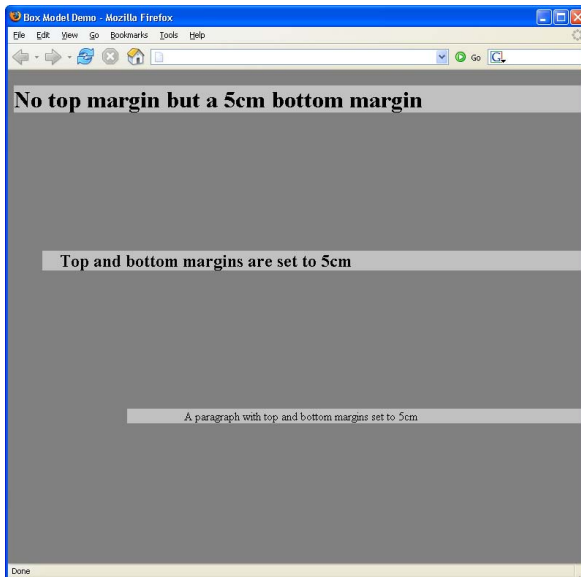 Box Model Demo - Mozilla Firefox
File Edit View Go Bookmarks Tools Help
Go G
No top margin but a 5cm bottom margin
Top and bottom margins are set to 5cm
A paragraph with top and bottom margins set to 5cm
Done